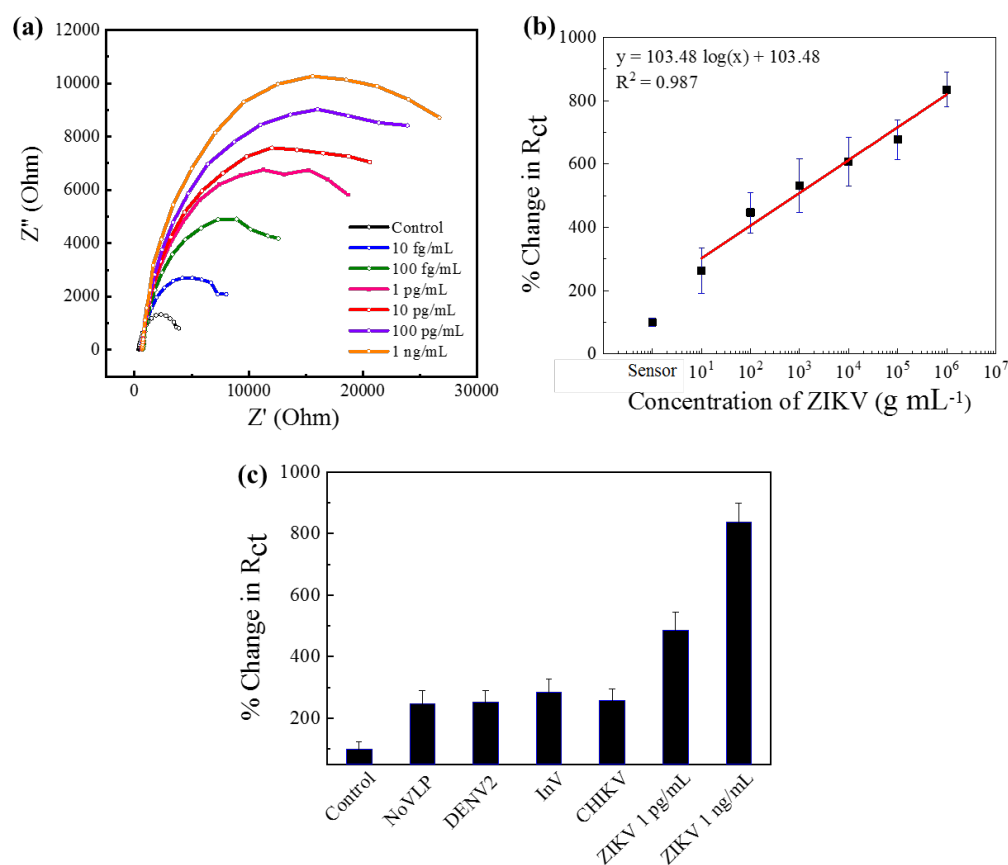 (a)
12000
10000
8000
6000
4000
2000
0
Z" (Ohm)
0
10000
20000
30000
Z' (Ohm)
Control
10 fg/mL
100 fg/mL
1 pg/mL
10 pg/mL
100 pg/mL
1 ng/mL
(b)
1000
800
600
400
200
0
% Change in Rct
y = 103.48 log(x) + 103.48
R² = 0.987
Sensor
10¹
10²
10³
10⁴
10⁵
10⁶
10⁷
Concentration of ZIKV (g mL⁻¹)
(c)
1000
800
600
400
200
% Change in Rct
Control
NoVLP
DENV2
InV
CHIKV
ZIKV 1 pg/mL
ZIKV 1 ng/mL